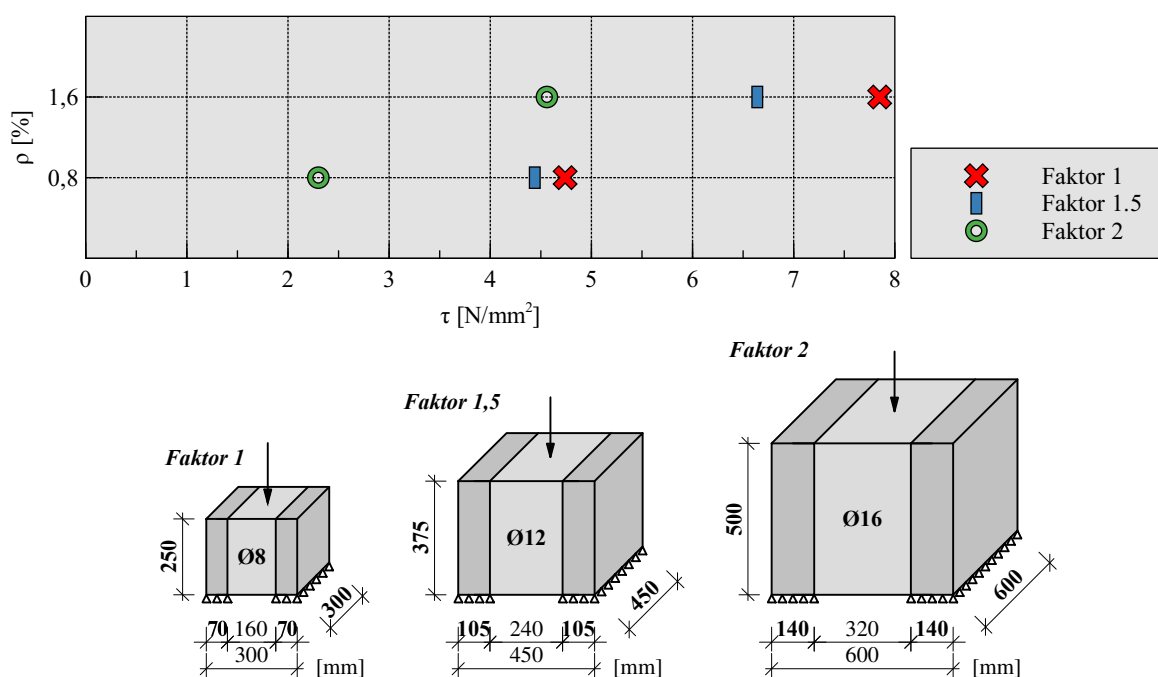 ρ [%]
1,6
0,8
0 1 2 3 4 5 6 7 8
τ [N/mm²]
Faktor 1
Faktor 1.5
Faktor 2
Faktor 1
250
Ø8
300
70 160 70
300 [mm]
Faktor 1,5
375
Ø12
450
105 240 105
450 [mm]
Faktor 2
500
Ø16
600
140 320 140
600 [mm]